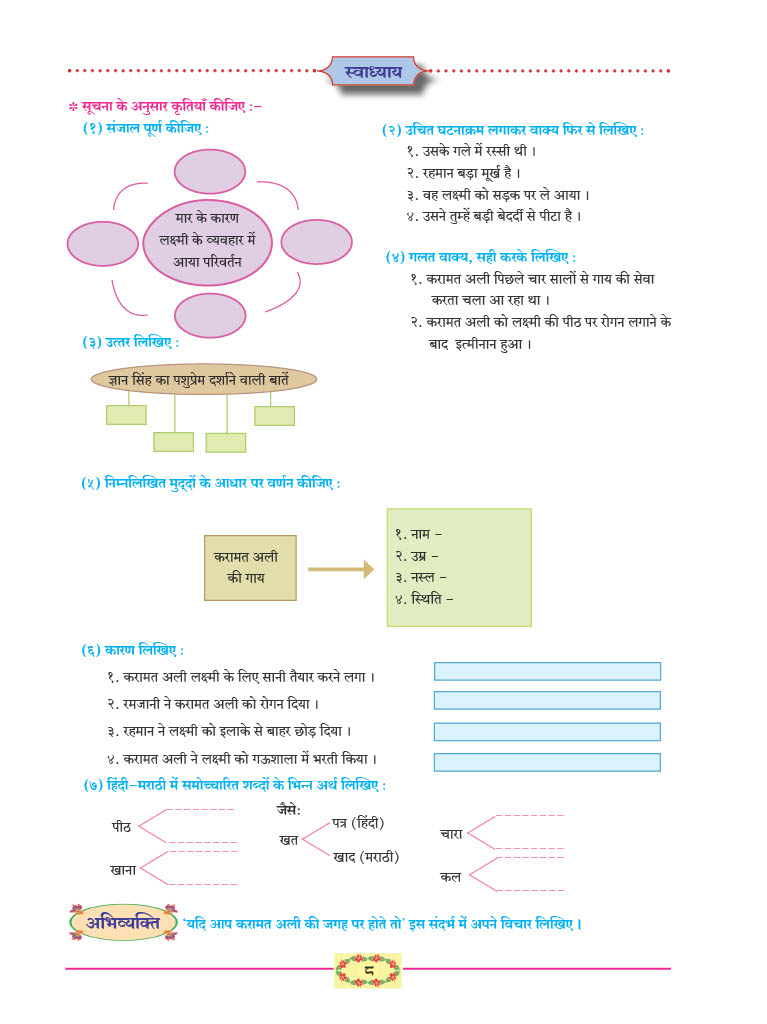 स्वाध्याय
❉ सूचना के अनुसार कृतियाँ कीजिए :–
(१) संजाल पूर्ण कीजिए :
मार के कारण
लक्ष्मी के व्यवहार में
आया परिवर्तन
(२) उचित घटनाक्रम लगाकर वाक्य फिर से लिखिए :
१. उसके गले में रस्सी थी ।
२. रहमान बड़ा मूर्ख है ।
३. वह लक्ष्मी को सड़क पर ले आया ।
४. उसने तुम्हें बड़ी बेदर्दी से पीटा है ।
(३) उत्तर लिखिए :
ज्ञान सिंह का पशुप्रेम दर्शाने वाली बातें
(४) गलत वाक्य, सही करके लिखिए :
१. करामत अली पिछले चार सालों से गाय की सेवा
करता चला आ रहा था ।
२. करामत अली को लक्ष्मी की पीठ पर रोगन लगाने के
बाद इत्मीनान हुआ ।
(५) निम्नलिखित मुद्‌दों के आधार पर वर्णन कीजिए :
करामत अली
की गाय
१. नाम –
२. उम्र –
३. नस्ल –
४. स्थिति –
(६) कारण लिखिए :
१. करामत अली लक्ष्मी के लिए सानी तैयार करने लगा ।
२. रमजानी ने करामत अली को रोगन दिया ।
३. रहमान ने लक्ष्मी को इलाके से बाहर छोड़ दिया ।
४. करामत अली ने लक्ष्मी को गऊशाला में भरती किया ।
(७) हिंदी–मराठी में समोच्चारित शब्दों के भिन्न अर्थ लिखिए :
पीठ
खाना
जैसे:
खत
पत्र (हिंदी)
खाद (मराठी)
चारा
कल
अभिव्यक्ति
‘यदि आप करामत अली की जगह पर होते तो’ इस संदर्भ में अपने विचार लिखिए ।
८